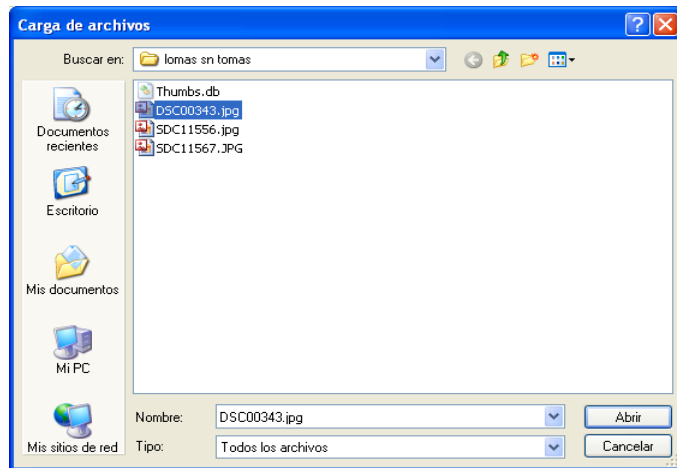 Carga de archivos
Buscar en: lomas sn tomas
Thumbs.db
DSC00343.jpg
SDC11556.jpg
SDC11567.JPG
Documentos
recientes
Escritorio
Mis documentos
Mi PC
Mis sitios de red
Nombre: DSC00343.jpg Abrir
Tipo: Todos los archivos Cancelar